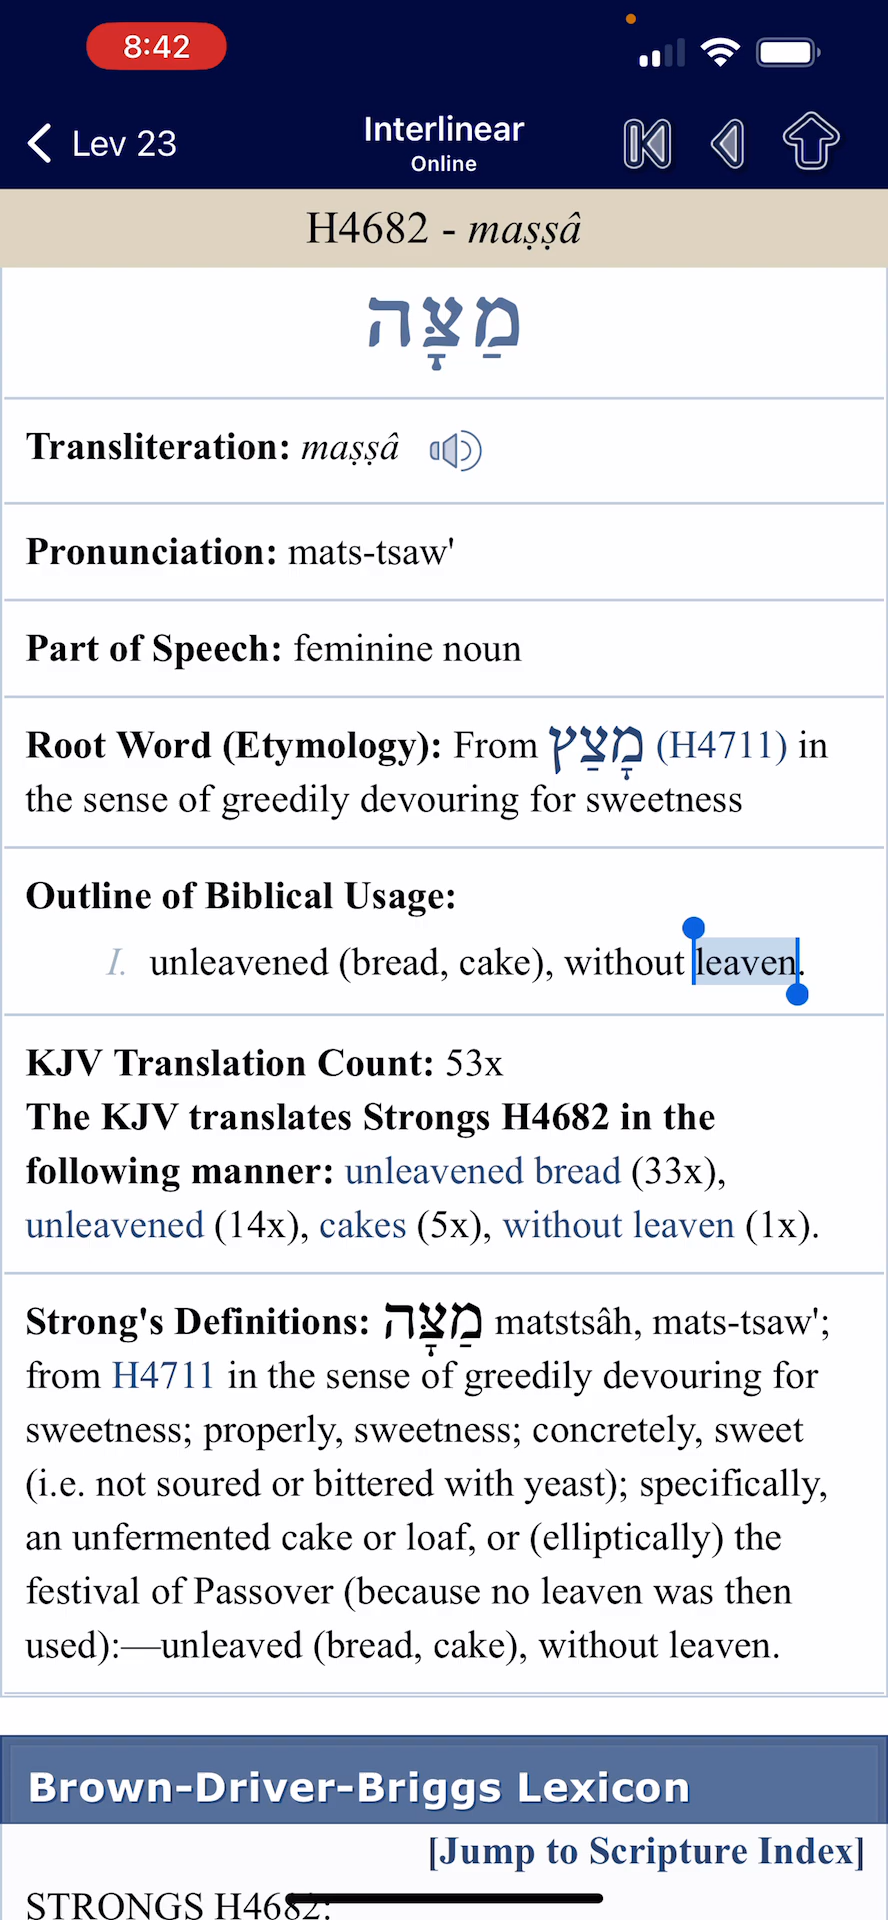 8:42
Lev 23
Interlinear
Online
H4682 - maṣṣâ
מַצָּה
Transliteration: maṣṣâ
Pronunciation: mats-tsaw'
Part of Speech: feminine noun
Root Word (Etymology): From מָצַץ (H4711) in
the sense of greedily devouring for sweetness
Outline of Biblical Usage:
I. unleavened (bread, cake), without leaven.
KJV Translation Count: 53x
The KJV translates Strongs H4682 in the
following manner: unleavened bread (33x),
unleavened (14x), cakes (5x), without leaven (1x).
Strong's Definitions: מַצָּה matstsâh, mats-tsaw';
from H4711 in the sense of greedily devouring for
sweetness; properly, sweetness; concretely, sweet
(i.e. not soured or bittered with yeast); specifically,
an unfermented cake or loaf, or (elliptically) the
festival of Passover (because no leaven was then
used):—unleaved (bread, cake), without leaven.
Brown-Driver-Briggs Lexicon
[Jump to Scripture Index]
STRONGS H4682: